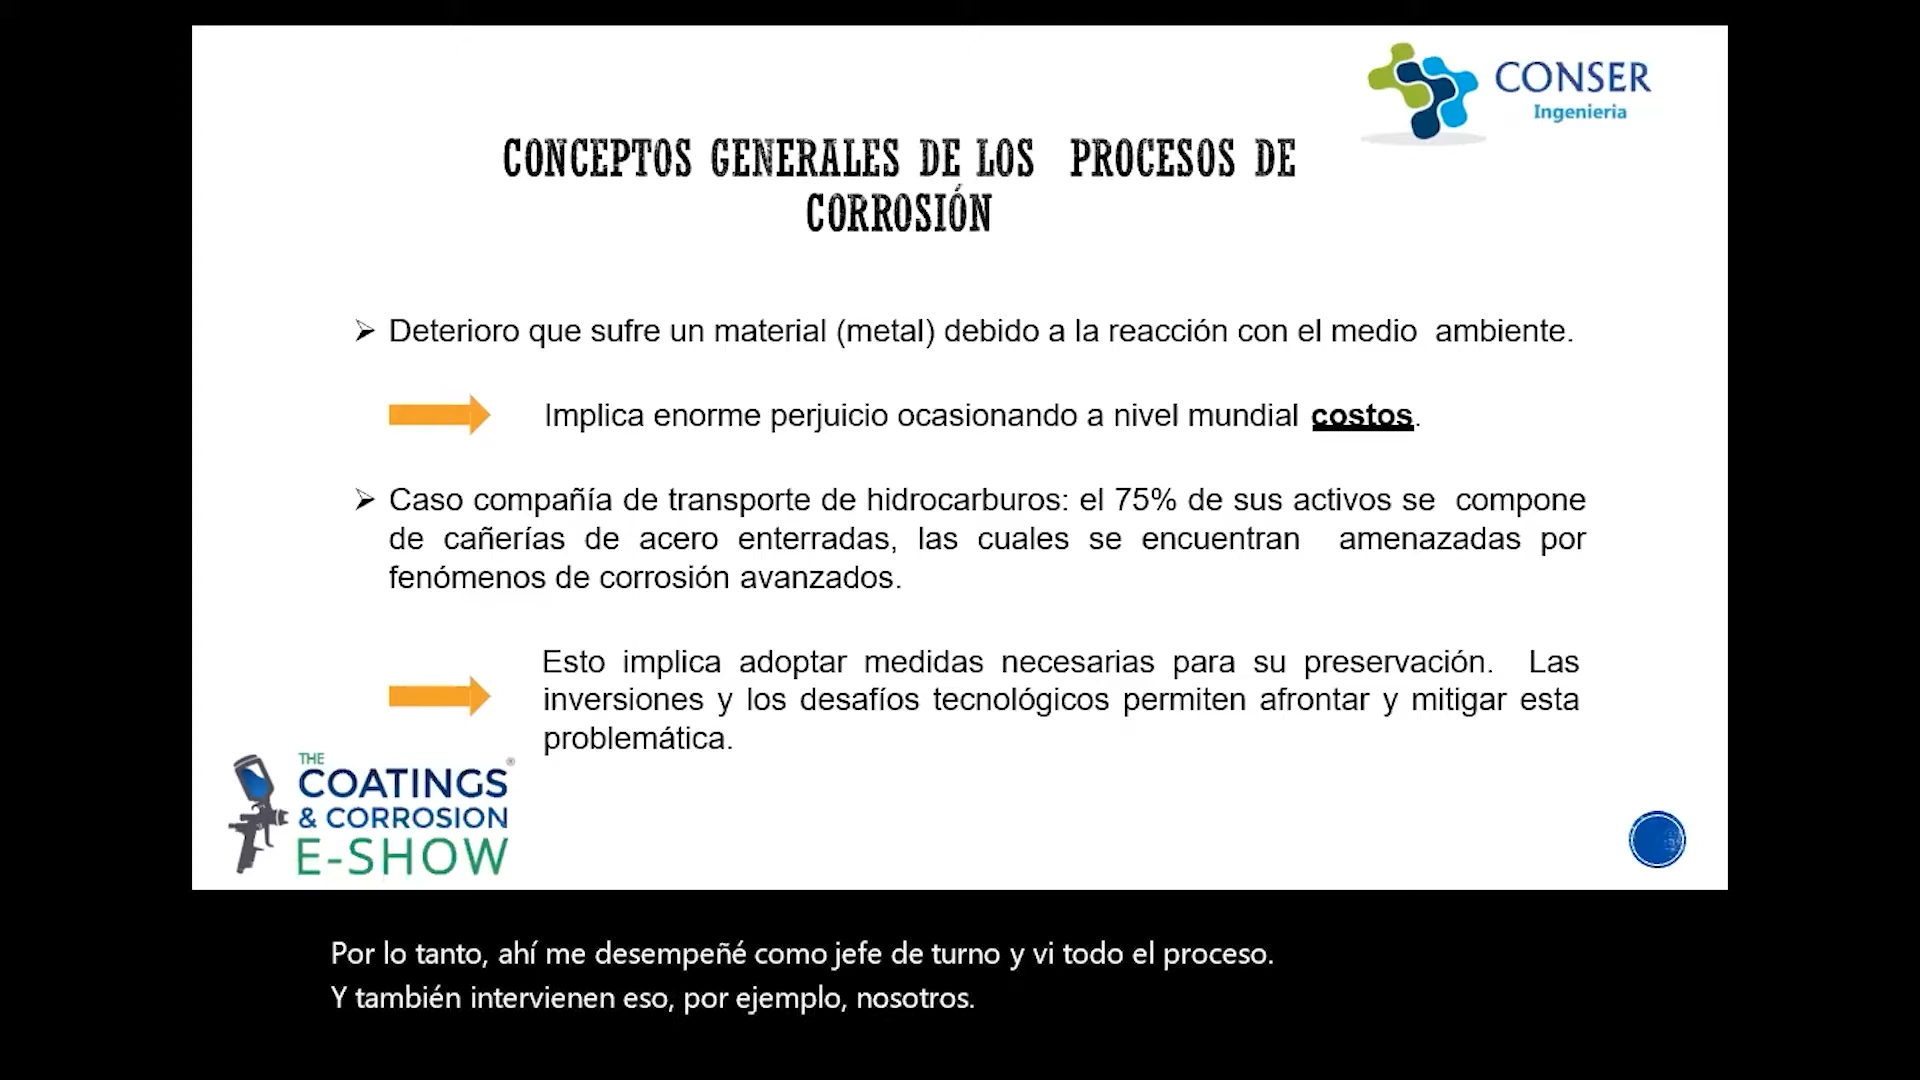 CONSER
Ingenieria
CONCEPTOS GENERALES DE LOS PROCESOS DE
CORROSIÓN
➢ Deterioro que sufre un material (metal) debido a la reacción con el medio ambiente.
Implica enorme perjuicio ocasionando a nivel mundial costos.
➢ Caso compañía de transporte de hidrocarburos: el 75% de sus activos se compone
de cañerías de acero enterradas, las cuales se encuentran amenazadas por
fenómenos de corrosión avanzados.
Esto implica adoptar medidas necesarias para su preservación. Las
inversiones y los desafíos tecnológicos permiten afrontar y mitigar esta
problemática.
THE
COATINGS®
& CORROSION
E-SHOW
Por lo tanto, ahí me desempeñé como jefe de turno y vi todo el proceso.
Y también intervienen eso, por ejemplo, nosotros.